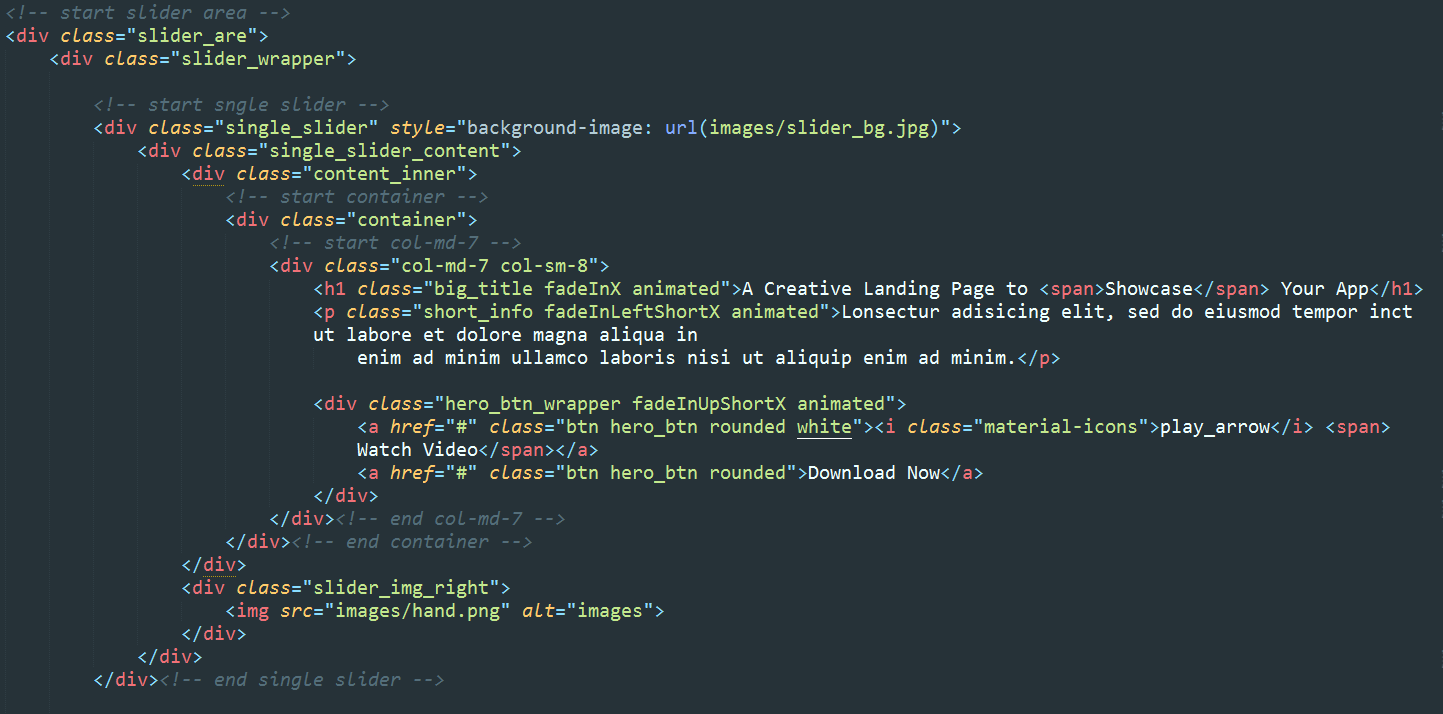 <!-- start slider area -->
<div class="slider_are">
<div class="slider_wrapper">
<!-- start sngle slider -->
<div class="single_slider" style="background-image: url(images/slider_bg.jpg)">
<div class="single_slider_content">
<div class="content_inner">
<!-- start container -->
<div class="container">
<!-- start col-md-7 -->
<div class="col-md-7 col-sm-8">
<h1 class="big_title fadeInX animated">A Creative Landing Page to <span>Showcase</span> Your App</h1>
<p class="short_info fadeInLeftShortX animated">Lonsectur adisicing elit, sed do eiusmod tempor inct
ut labore et dolore magna aliqua in
enim ad minim ullamco laboris nisi ut aliquip enim ad minim.</p>
<div class="hero_btn_wrapper fadeInUpShortX animated">
<a href="#" class="btn hero_btn rounded white"><i class="material-icons">play_arrow</i> <span>
Watch Video</span></a>
<a href="#" class="btn hero_btn rounded">Download Now</a>
</div>
</div><!-- end col-md-7 -->
</div><!-- end container -->
</div>
<div class="slider_img_right">
<img src="images/hand.png" alt="images">
</div>
</div>
</div><!-- end single slider -->